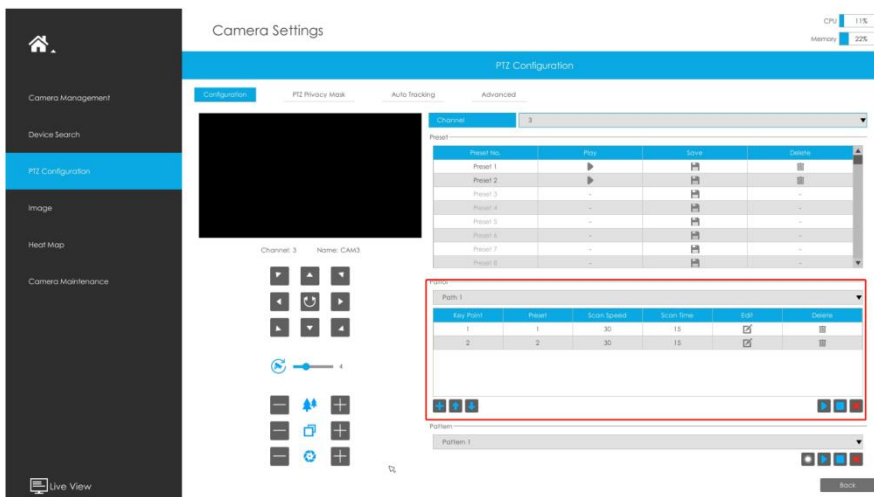 Camera Settings
CPU 11%
Memory 22%
PTZ Configuration
Camera Management
Device Search
PTZ Configuration
Image
Heat Map
Camera Maintenance
Live View
Configuration PTZ Privacy Mask Auto Tracking Advanced
Channel: 3 Name: CAM3
4
Channel 3
Preset
Preset No. Play Save Delete
Preset 1
Preset 2
Preset 3 - -
Preset 4 - -
Preset 5 - -
Preset 6 - -
Preset 7 - -
Preset 8 - -
Patrol
Path 1
Key Point Preset Scan Speed Scan Time Edit Delete
1 1 30 15
2 2 30 15
Pattern
Pattern 1
Back